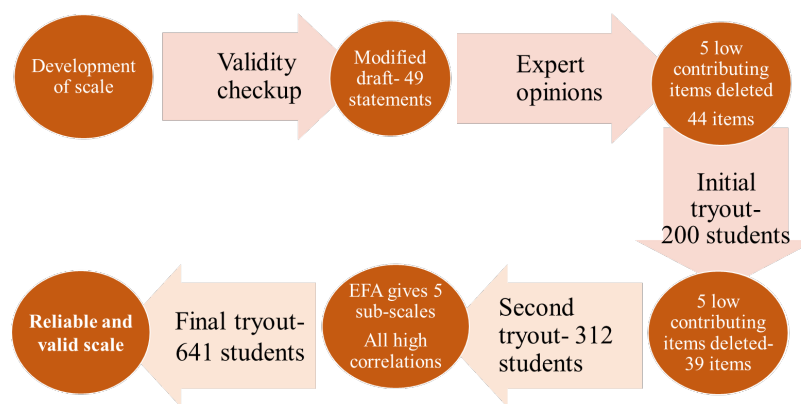 Development
of scale
Validity
checkup
Modified
draft- 49
statements
Expert
opinions
5 low
contributing
items deleted
44 items
Initial
tryout-
200 students
5 low
contributing
items deleted-
39 items
Second
tryout- 312
students
EFA gives 5
sub-scales
All high
correlations
Final tryout-
641 students
Reliable and
valid scale